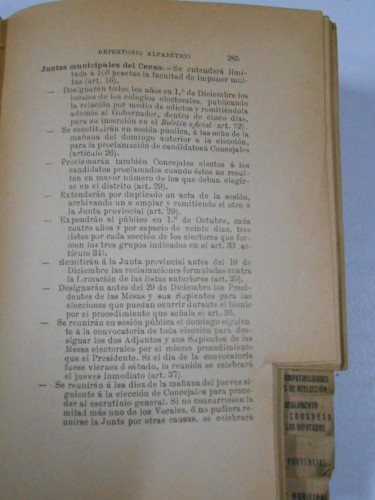 REPERTORIO ALFABÉTICO
285
Juntas municipales del Censo.—Se entenderá limi-
tada á 100 pesetas la facultad de imponer mul-
tas (art. 16).
— Designarán todos los años en 1.º de Diciembre los
locales de los colegios electorales, publicando
la relación por medio de edictos y remitiéndola
además al Gobernador, dentro de cinco días,
para su inserción en el Boletín oficial (art. 22).
— Se constituirán en sesión pública, á las ocho de la
mañana del domingo anterior á la elección,
para la proclamación de candidatos á Concejales
(artículo 26).
— Proclamarán también Concejales electos á los
candidatos proclamados cuando éstos no resul-
ten en mayor número de los que deban elegir-
se en el distrito (art. 29).
— Extenderán por duplicado un acta de la sesión,
archivando un ejemplar y remitiendo el otro á
la Junta provincial (art. 29).
— Expondrá al público en 1.º de Octubre, cada
cuatro años y por espacio de veinte días, tres
listas por cada sección de los electores que for-
man los tres grupos indicados en el art. 33
artículo 34).
— Remitirán á la Junta provincial antes del 10 de
Diciembre las reclamaciones formuladas contra
la formación de las listas anteriores (art. 35).
— Designarán antes del 29 de Diciembre los Presi-
dentes de las Mesas y sus Suplentes para las
elecciones que puedan ocurrir durante el bienio
por el procedimiento que señala el art. 36.
— Se reunirán en sesión pública el domingo siguien-
te á la convocatoria de toda elección para de-
signar los dos Adjuntos y sus Suplentes de las
Mesas electorales por el mismo procedimiento
que el Presidente. Si el día de la convocatoria
fuese viernes ó sábado, la reunión se celebrará
el jueves inmediato (art. 37).
— Se reunirán á las diez de la mañana del jueves si-
guiente á la elección de Concejales para proce-
der al escrutinio general. Si no concurriesen la
mitad más uno de los Vocales, ó no pudiera re-
unirse la Junta por otras causas, se celebrará
REGLAMENTO
CONGRESO
DIPUTADOS
PROVINCIAL